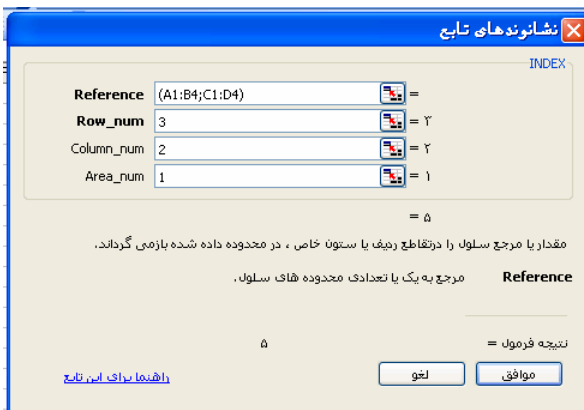 نشانوندهای تابع
INDEX
Reference (A1:B4;C1:D4) =
Row_num 3 = ۳
Column_num 2 = ۲
Area_num 1 = ۱
= ۵
مقدار یا مرجع سلول را درتقاطع ردیف یا ستون خاص ، در محدوده داده شده بازمی گرداند.
Reference مرجع به یک یا تعدادی محدوده های سلول.
نتیجه فرمول = ۵
موافق لغو راهنما برای این تابع